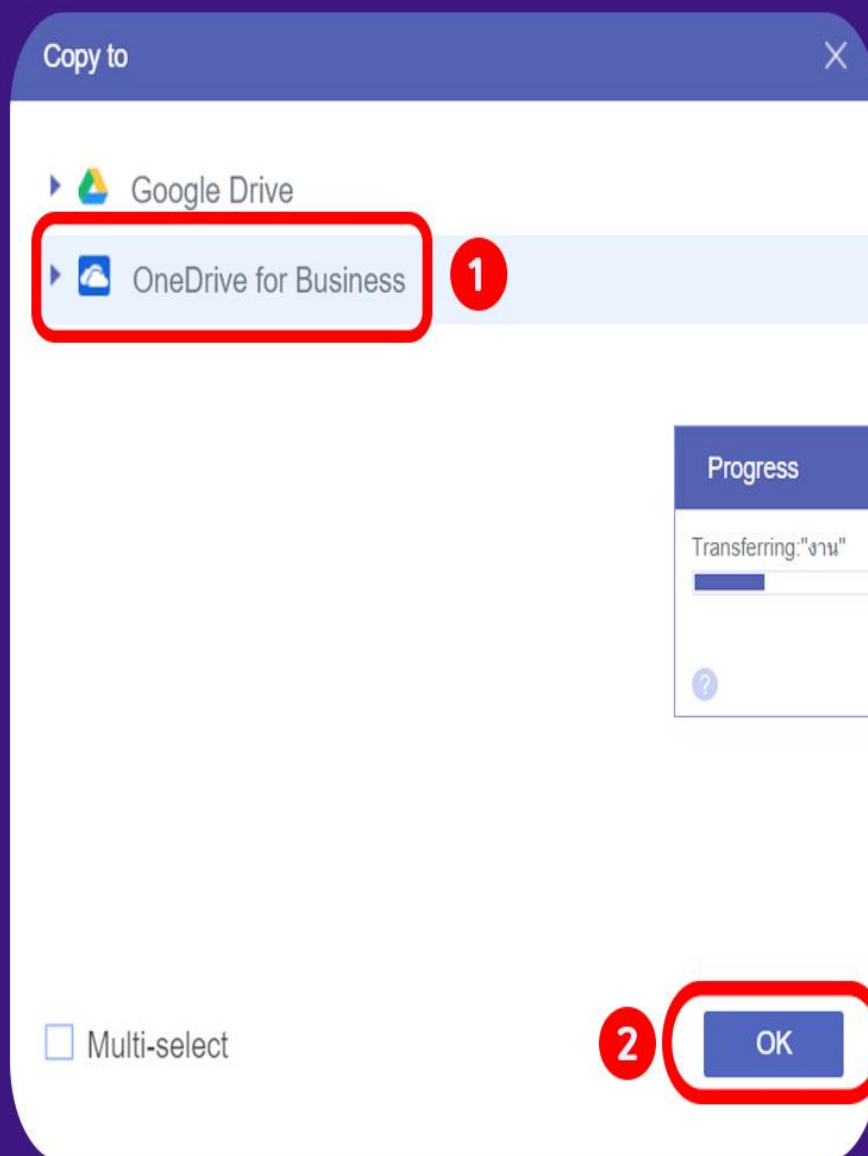 Copy to
Google Drive
OneDrive for Business
1
Progress
Transferring:"งาน"
?
Multi-select
2
OK